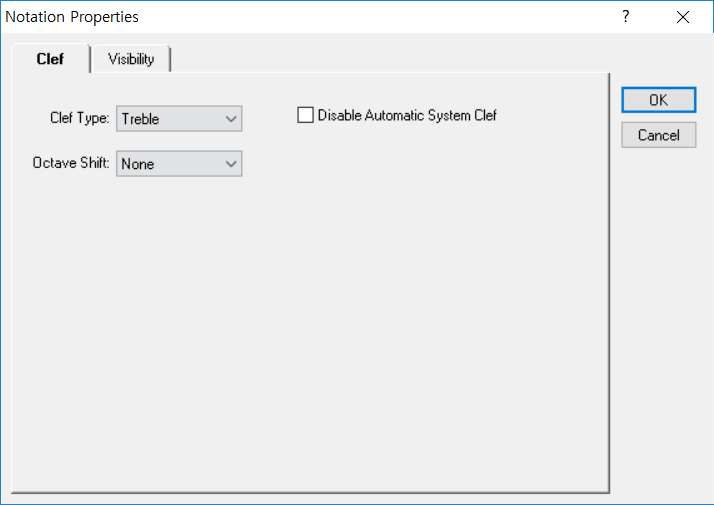 Notation Properties ?
Clef Visibility
Clef Type: Treble Disable Automatic System Clef OK
Cancel
Octave Shift: None